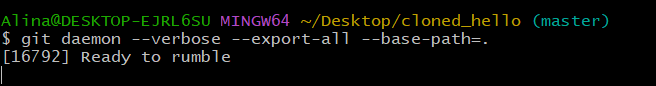 Alina@DESKTOP-EJRL6SU MINGW64 ~/Desktop/cloned_hello (master)
$ git daemon --verbose --export-all --base-path=.
[16792] Ready to rumble